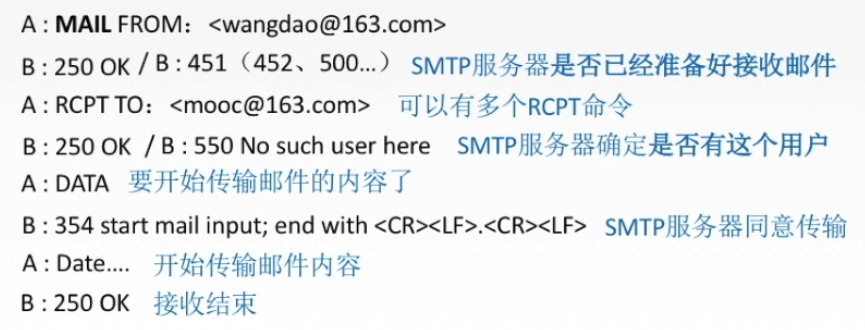 A : MAIL FROM：<wangdao@163.com>
B : 250 OK / B : 451（452、500...） SMTP服务器是否已经准备好接收邮件
A : RCPT TO：<mooc@163.com> 可以有多个RCPT命令
B : 250 OK / B : 550 No such user here SMTP服务器确定是否有这个用户
A : DATA 要开始传输邮件的内容了
B : 354 start mail input; end with <CR><LF>.<CR><LF> SMTP服务器同意传输
A : Date.... 开始传输邮件内容
B : 250 OK 接收结束